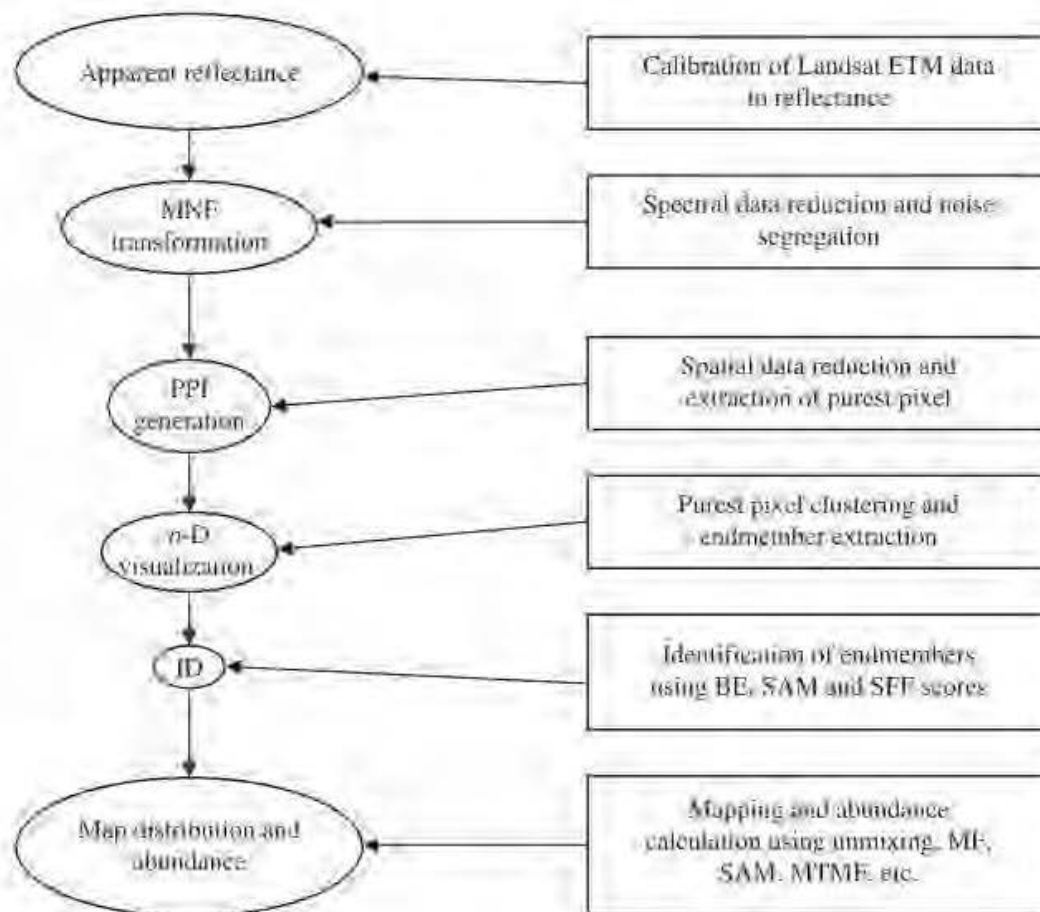 Apparent reflectance
Calibration of Landsat ETM data
to reflectance
MNF
transformation
Spectral data reduction and noise
segregation
PPI
generation
Spatial data reduction and
extraction of purest pixel
n-D
visualization
Purest pixel clustering and
endmember extraction
ID
Identification of endmembers
using BE, SAM and SFF scores
Map distribution and
abundance
Mapping and abundance
calculation using unmixing, MF,
SAM, MTMF, etc.